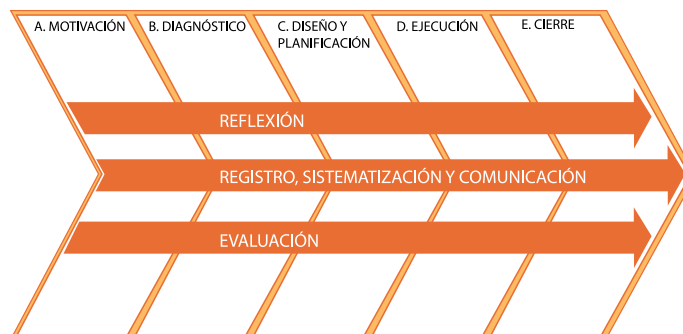 A. MOTIVACIÓN
B. DIAGNÓSTICO
C. DISEÑO Y
PLANIFICACIÓN
D. EJECUCIÓN
E. CIERRE
REFLEXIÓN
REGISTRO, SISTEMATIZACIÓN Y COMUNICACIÓN
EVALUACIÓN